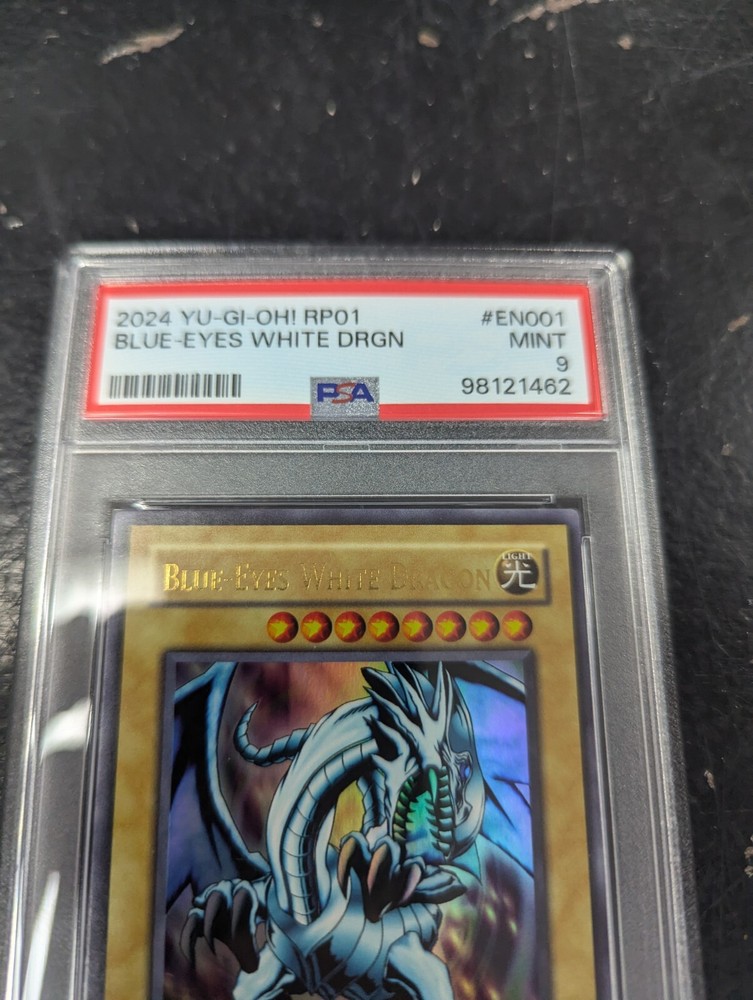 2024 YU-GI-OH! RP01
#EN001
BLUE-EYES WHITE DRGN
MINT
9
PSA
98121462
BLUE-EYES WHITE DRAGON
LIGHT
光